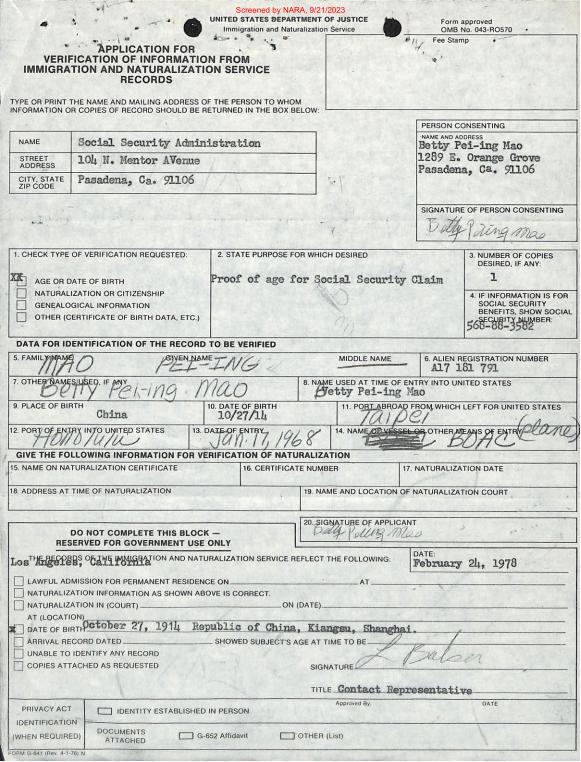 Screened by NARA, 9/21/2023
UNITED STATES DEPARTMENT OF JUSTICE
Immigration and Naturalization Service
Form approved
OMB No. 043-RO570
Fee Stamp
APPLICATION FOR
VERIFICATION OF INFORMATION FROM
IMMIGRATION AND NATURALIZATION SERVICE
RECORDS
TYPE OR PRINT THE NAME AND MAILING ADDRESS OF THE PERSON TO WHOM
INFORMATION OR COPIES OF RECORD SHOULD BE RETURNED IN THE BOX BELOW:
NAME Social Security Administration
STREET ADDRESS 104 N. Mentor AVenue
CITY, STATE ZIP CODE Pasadena, Ca. 91106
PERSON CONSENTING
NAME AND ADDRESS
Betty Pei-ing Mao
1289 E. Orange Grove
Pasadena, Ca. 91106
SIGNATURE OF PERSON CONSENTING
Betty Peiing Mao
1. CHECK TYPE OF VERIFICATION REQUESTED:
XX AGE OR DATE OF BIRTH
NATURALIZATION OR CITIZENSHIP
GENEALOGICAL INFORMATION
OTHER (CERTIFICATE OF BIRTH DATA, ETC.)
2. STATE PURPOSE FOR WHICH DESIRED
Proof of age for Social Security Claim
3. NUMBER OF COPIES DESIRED, IF ANY:
1
4. IF INFORMATION IS FOR SOCIAL SECURITY BENEFITS, SHOW SOCIAL SECURITY NUMBER:
568-88-3582
DATA FOR IDENTIFICATION OF THE RECORD TO BE VERIFIED
5. FAMILY NAME MAO GIVEN NAME PEI-ING MIDDLE NAME
6. ALIEN REGISTRATION NUMBER
A17 181 791
7. OTHER NAMES USED, IF ANY
Betty Pei-ing Mao
8. NAME USED AT TIME OF ENTRY INTO UNITED STATES
Betty Pei-ing Mao
9. PLACE OF BIRTH
China
10. DATE OF BIRTH
10/27/14
11. PORT ABROAD FROM WHICH LEFT FOR UNITED STATES
Taipei
12. PORT OF ENTRY INTO UNITED STATES
Honolulu
13. DATE OF ENTRY
Jan. 17, 1968
14. NAME OF VESSEL OR OTHER MEANS OF ENTRY
BOAC (plane)
GIVE THE FOLLOWING INFORMATION FOR VERIFICATION OF NATURALIZATION
15. NAME ON NATURALIZATION CERTIFICATE
16. CERTIFICATE NUMBER
17. NATURALIZATION DATE
18. ADDRESS AT TIME OF NATURALIZATION
19. NAME AND LOCATION OF NATURALIZATION COURT
DO NOT COMPLETE THIS BLOCK —
RESERVED FOR GOVERNMENT USE ONLY
20. SIGNATURE OF APPLICANT
Betty Peiing Mao
THE RECORDS OF THE IMMIGRATION AND NATURALIZATION SERVICE REFLECT THE FOLLOWING:
Los Angeles, California
DATE:
February 24, 1978
LAWFUL ADMISSION FOR PERMANENT RESIDENCE ON AT
NATURALIZATION INFORMATION AS SHOWN ABOVE IS CORRECT.
NATURALIZATION IN (COURT) ON (DATE)
AT (LOCATION)
x DATE OF BIRTH October 27, 1914 Republic of China, Kiangsu, Shanghai.
ARRIVAL RECORD DATED SHOWED SUBJECT'S AGE AT TIME TO BE
UNABLE TO IDENTIFY ANY RECORD
COPIES ATTACHED AS REQUESTED
SIGNATURE
TITLE Contact Representative
Approved By DATE
PRIVACY ACT IDENTIFICATION (WHEN REQUIRED)
IDENTITY ESTABLISHED IN PERSON
DOCUMENTS ATTACHED
G-652 Affidavit
OTHER (List)
FORM G-641 (Rev. 4-1-76) N